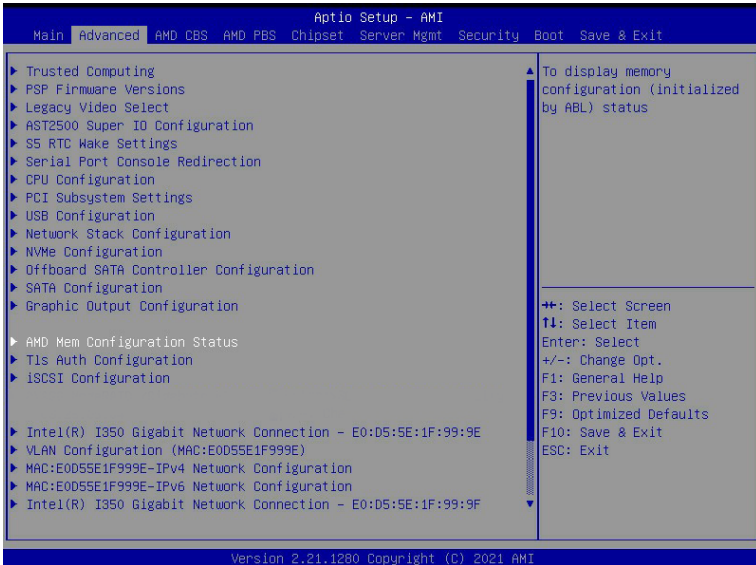 Aptio Setup - AMI
Main Advanced AMD CBS AMD PBS Chipset Server Mgmt Security Boot Save & Exit
Trusted Computing
PSP Firmware Versions
Legacy Video Select
AST2500 Super IO Configuration
S5 RTC Wake Settings
Serial Port Console Redirection
CPU Configuration
PCI Subsystem Settings
USB Configuration
Network Stack Configuration
NVMe Configuration
Offboard SATA Controller Configuration
SATA Configuration
Graphic Output Configuration
AMD Mem Configuration Status
Tls Auth Configuration
iSCSI Configuration
Intel(R) I350 Gigabit Network Connection - E0:D5:5E:1F:99:9E
VLAN Configuration (MAC:E0D55E1F999E)
MAC:E0D55E1F999E-IPv4 Network Configuration
MAC:E0D55E1F999E-IPv6 Network Configuration
Intel(R) I350 Gigabit Network Connection - E0:D5:5E:1F:99:9F
To display memory
configuration (initialized
by ABL) status
→←: Select Screen
↑↓: Select Item
Enter: Select
+/-: Change Opt.
F1: General Help
F3: Previous Values
F9: Optimized Defaults
F10: Save & Exit
ESC: Exit
Version 2.21.1280 Copyright (C) 2021 AMI